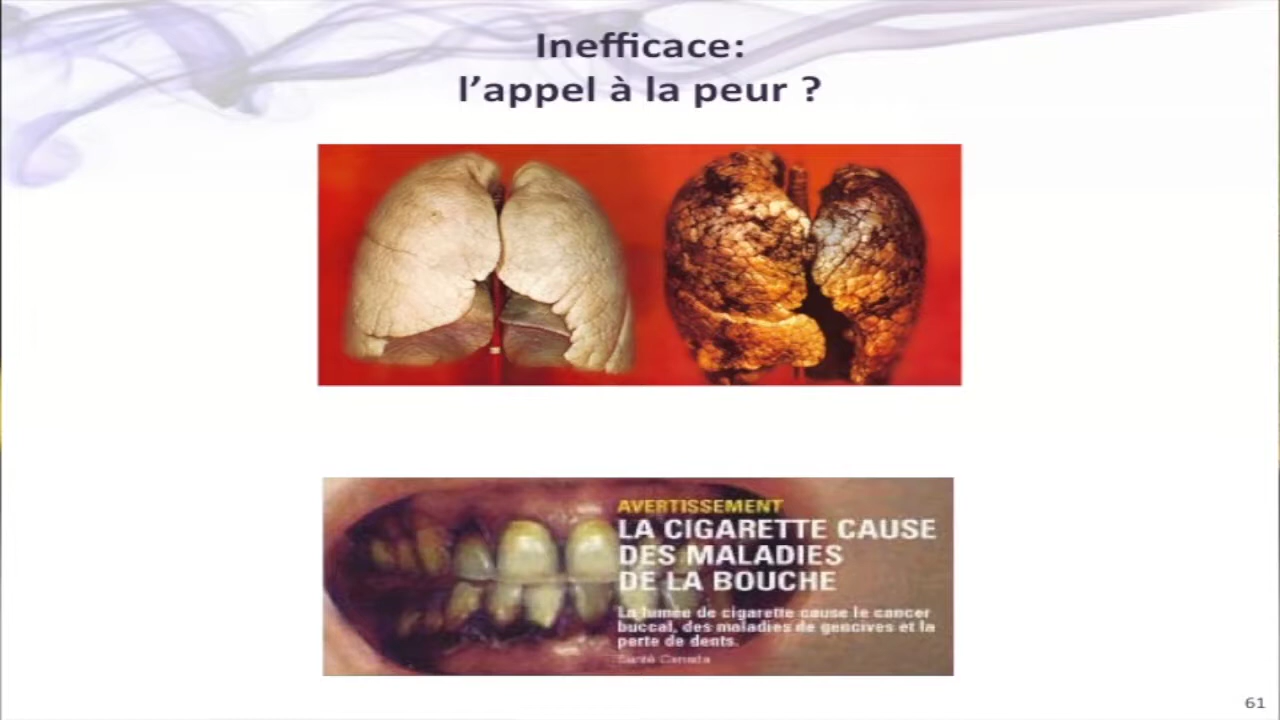 Inefficace:
l’appel à la peur ?
AVERTISSEMENT
LA CIGARETTE CAUSE
DES MALADIES
DE LA BOUCHE
La fumée de cigarette cause le cancer
buccal, des maladies de gencives et la
perte de dents.
Santé Canada
61